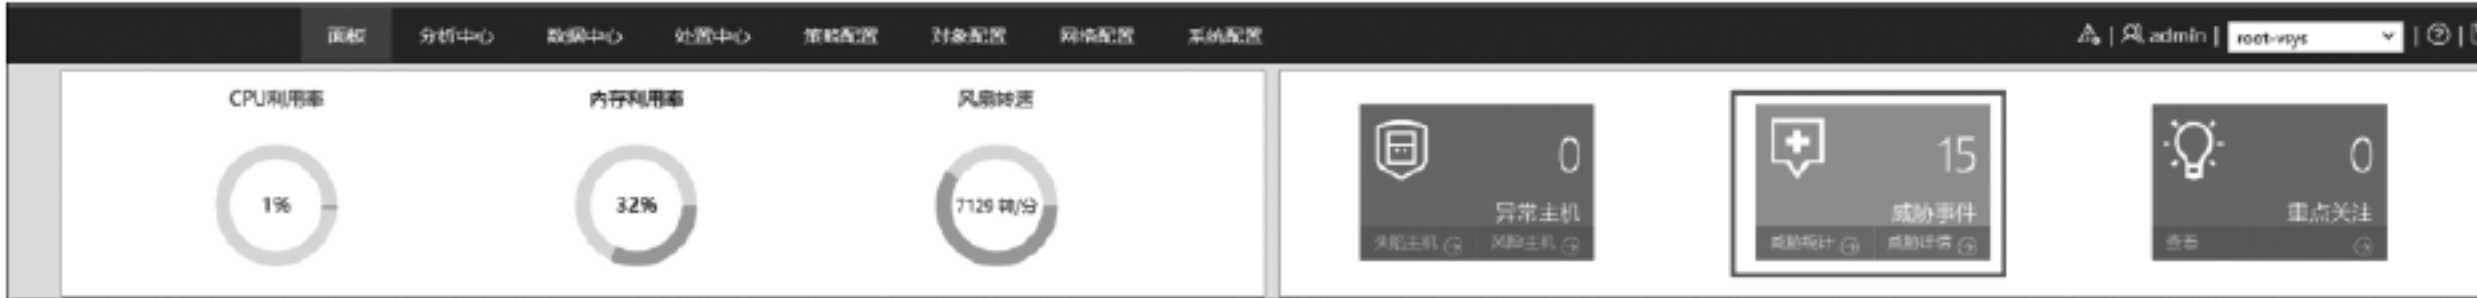 面板 分析中心 数据中心 处置中心 策略配置 对象配置 网络配置 系统配置 | admin | root-vsys | |
CPU利用率 内存利用率 风扇转速
1% 32% 7129 转/分
0 异常主机 失陷主机 风险主机
15 威胁事件 威胁统计 威胁详情
0 重点关注 查看